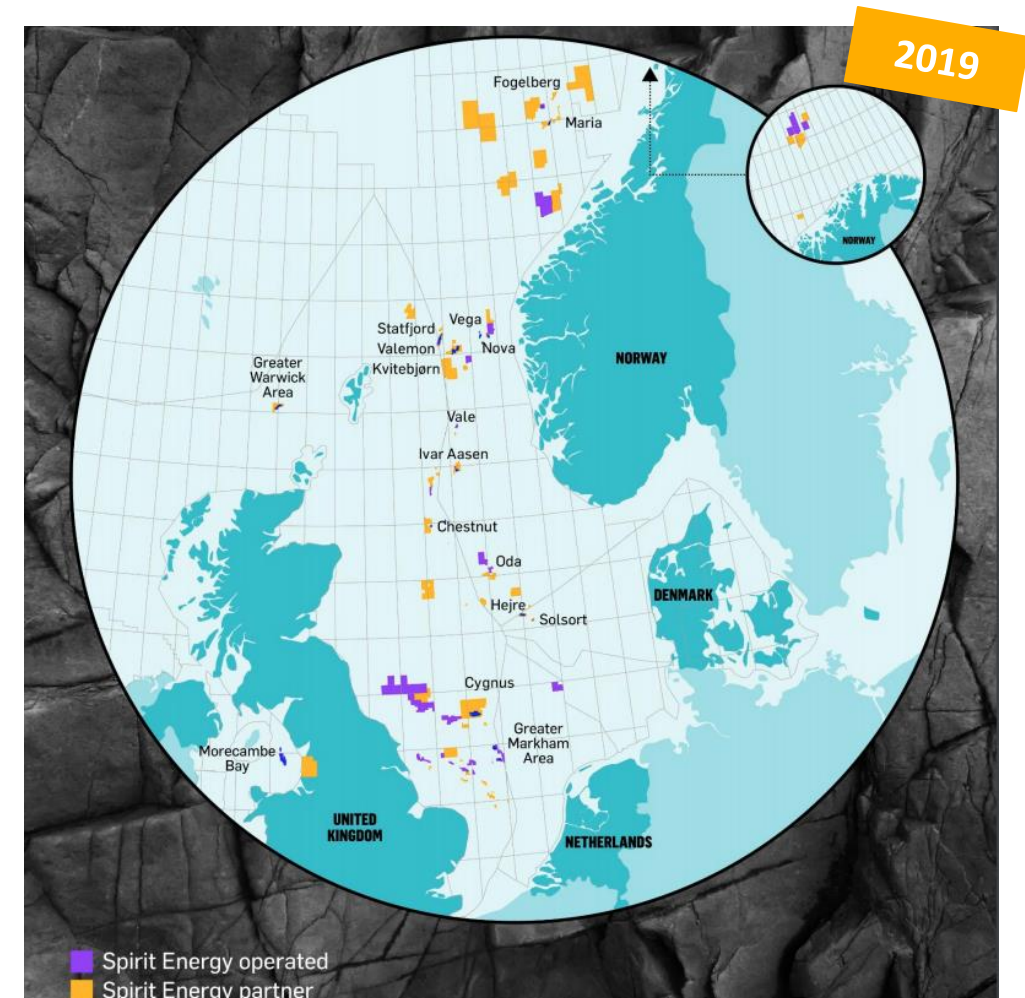 2019
Fogelberg
Maria
NORWAY
Statfjord
Vega
Valemon
Nova
Kvitebjørn
NORWAY
Greater
Warwick
Area
Vale
Ivar Aasen
Chestnut
Oda
Hejre
Solsort
DENMARK
Cygnus
Greater
Markham
Area
Morecambe
Bay
UNITED
KINGDOM
NETHERLANDS
Spirit Energy operated
Spirit Energy partner